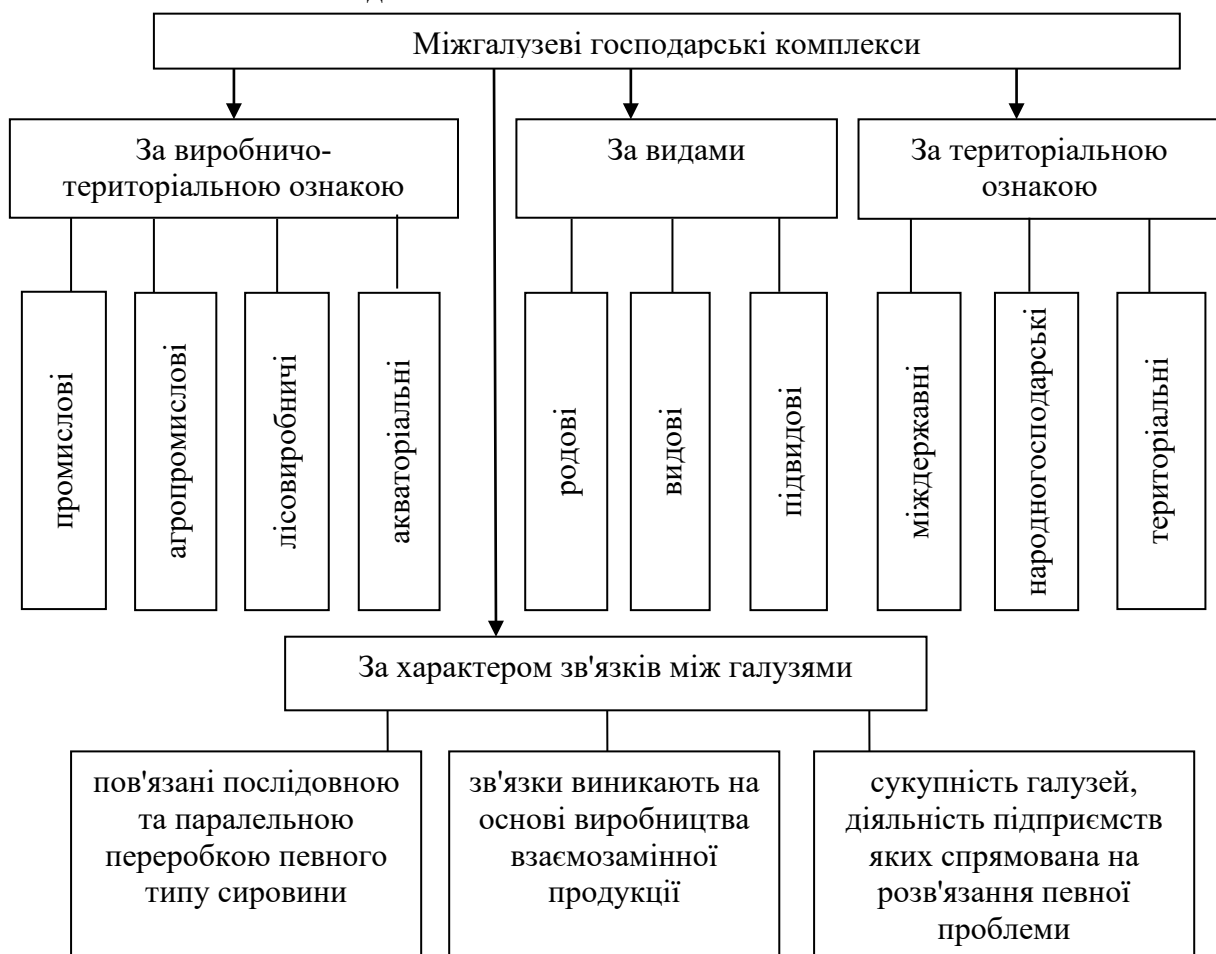 Міжгалузеві господарські комплекси
За виробничо-
територіальною ознакою
За видами
За територіальною
ознакою
промислові
агропромислові
лісовиробничі
акваторіальні
родові
видові
підвидові
міждержавні
народногосподарські
територіальні
За характером зв'язків між галузями
пов'язані послідовною
та паралельною
переробкою певного
типу сировини
зв'язки виникають на
основі виробництва
взаємозамінної
продукції
сукупність галузей,
діяльність підприємств
яких спрямована на
розв'язання певної
проблеми